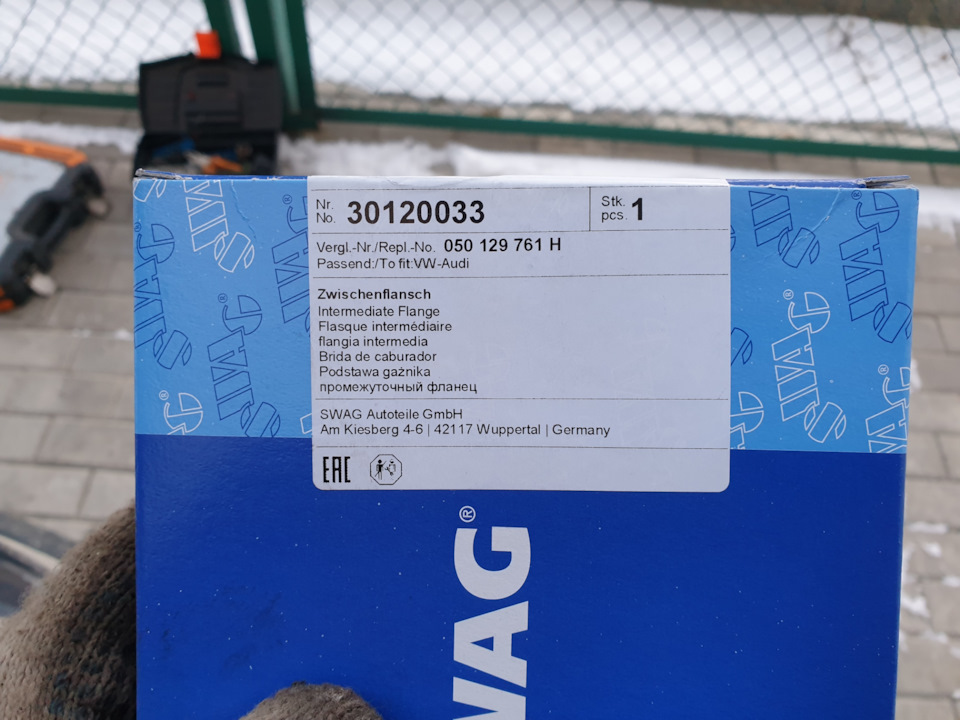 Nr. No. 30120033 Stk. pcs. 1
Vergl.-Nr./Repl.-No. 050 129 761 H
Passend:/To fit:VW-Audi
Zwischenflansch
Intermediate Flange
Flasque intermédiaire
flangia intermedia
Brida de caburador
Podstawa gaźnika
промежуточный фланец
SWAG Autoteile GmbH
Am Kiesberg 4-6 | 42117 Wuppertal | Germany
EAC
SWAG®